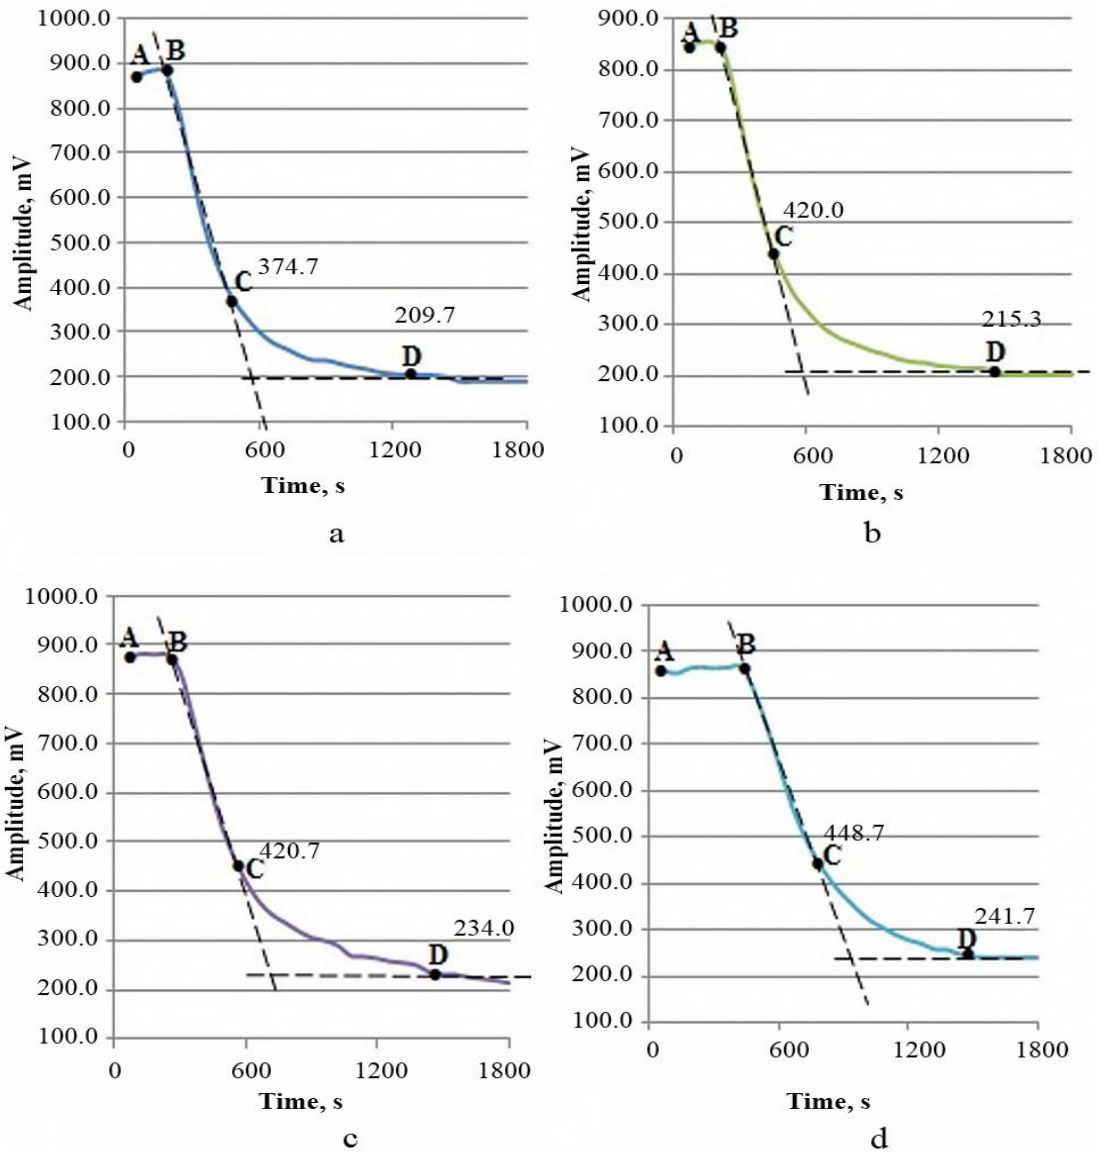 1000.0
900.0
800.0
700.0
600.0
500.0
400.0
300.0
200.0
100.0
Amplitude, mV
A B
C 374.7
209.7
D
0 600 1200 1800
Time, s
a
900.0
800.0
700.0
600.0
500.0
400.0
300.0
200.0
100.0
Amplitude, mV
A B
420.0
C
215.3
D
0 600 1200 1800
Time, s
b
1000.0
900.0
800.0
700.0
600.0
500.0
400.0
300.0
200.0
100.0
Amplitude, mV
A B
420.7
C
234.0
D
0 600 1200 1800
Time, s
c
1000.0
900.0
800.0
700.0
600.0
500.0
400.0
300.0
200.0
100.0
Amplitude, mV
A B
448.7
C
241.7
D
0 600 1200 1800
Time, s
d